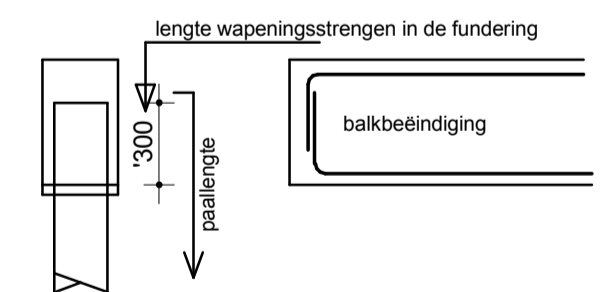 lengte wapeningsstrengen in de fundering
'300
paallengte
balkbeëindiging